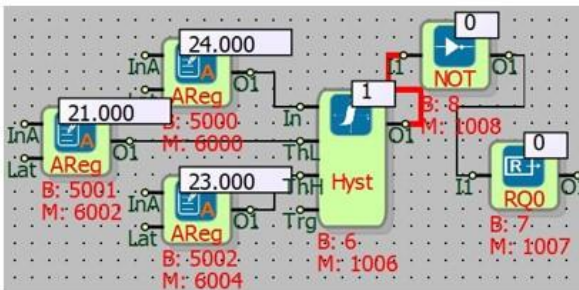 24.000
InA
O1
AReg
B: 5000
M: 6000
21.000
InA
Lat
O1
AReg
B: 5001
M: 6002
23.000
InA
Lat
O1
AReg
B: 5002
M: 6004
1
In
ThL
ThH
Trg
Hyst
O1
B: 6
M: 1006
0
I1
O1
NOT
B: 8
M: 1008
0
R
I1
RQ0
B: 7
M: 1007